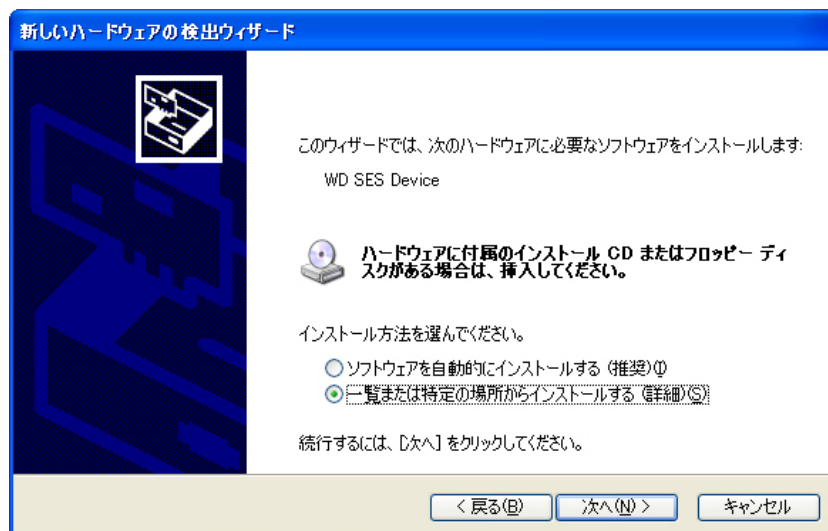 新しいハードウェアの検出ウィザード
このウィザードでは、次のハードウェアに必要なソフトウェアをインストールします:
WD SES Device
ハードウェアに付属のインストール CD またはフロッピー ディ
スクがある場合は、挿入してください。
インストール方法を選んでください。
ソフトウェアを自動的にインストールする (推奨)(I)
一覧または特定の場所からインストールする (詳細)(S)
続行するには、[次へ] をクリックしてください。
< 戻る(B) 次へ(N) > キャンセル